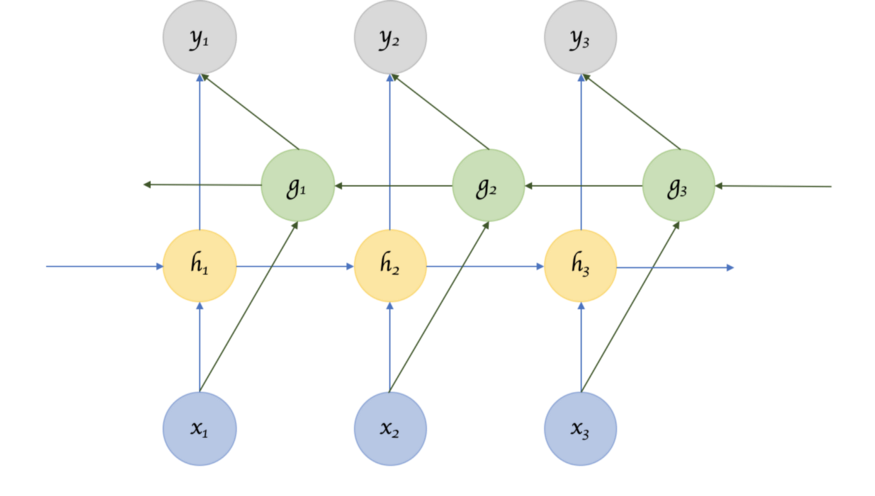 y₁ y₂ y₃
g₁ g₂ g₃
h₁ h₂ h₃
x₁ x₂ x₃